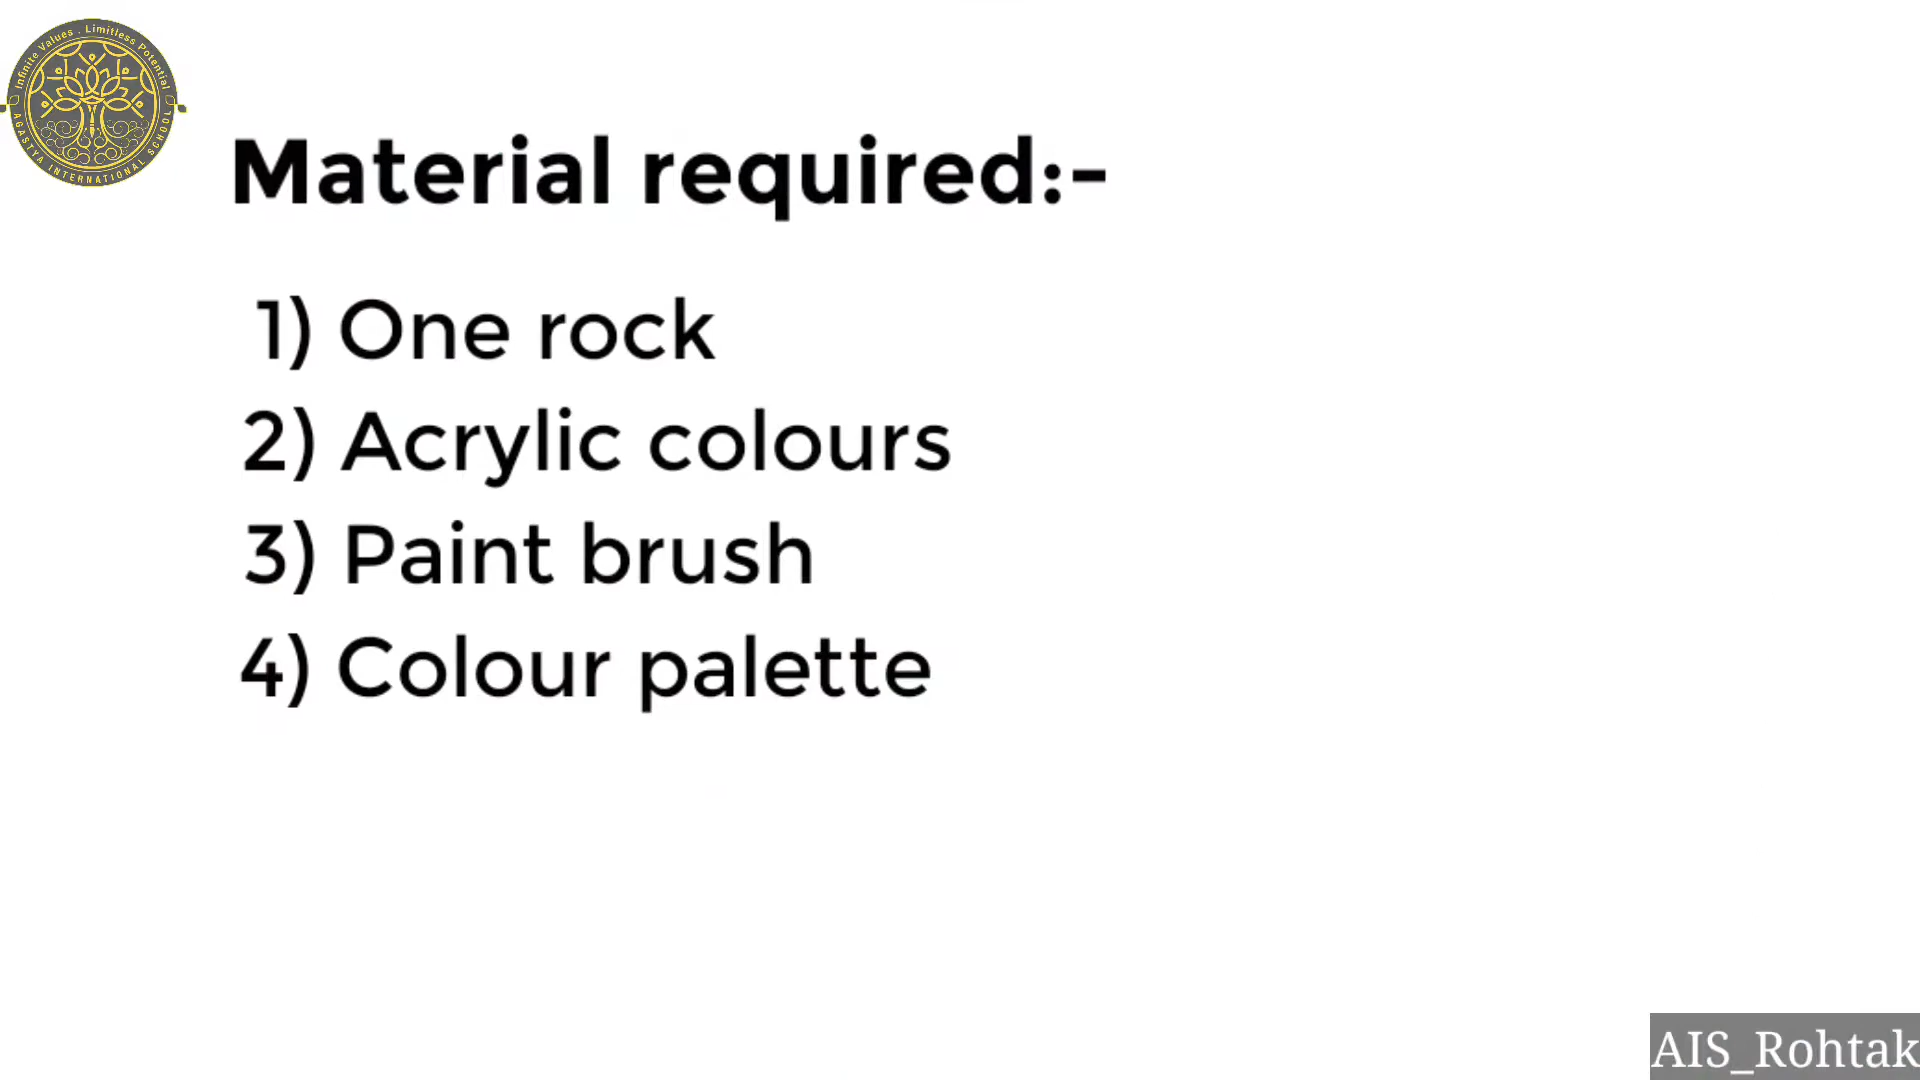 Infinite Values . Limitless Potential
AGASTYA INTERNATIONAL SCHOOL
Material required:-
1) One rock
2) Acrylic colours
3) Paint brush
4) Colour palette
AIS_Rohtak